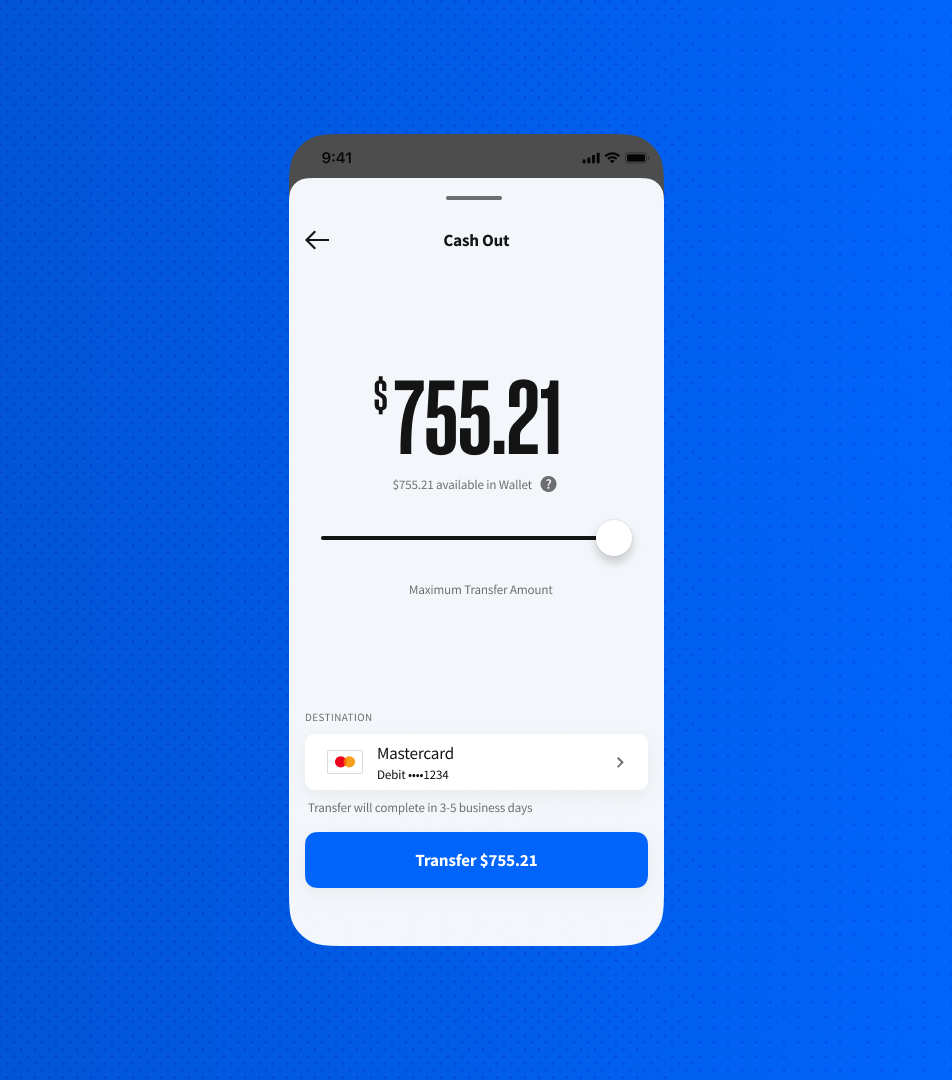 9:41
Cash Out
$755.21
$755.21 available in Wallet ?
Maximum Transfer Amount
DESTINATION
Mastercard
Debit ••••1234
Transfer will complete in 3-5 business days
Transfer $755.21